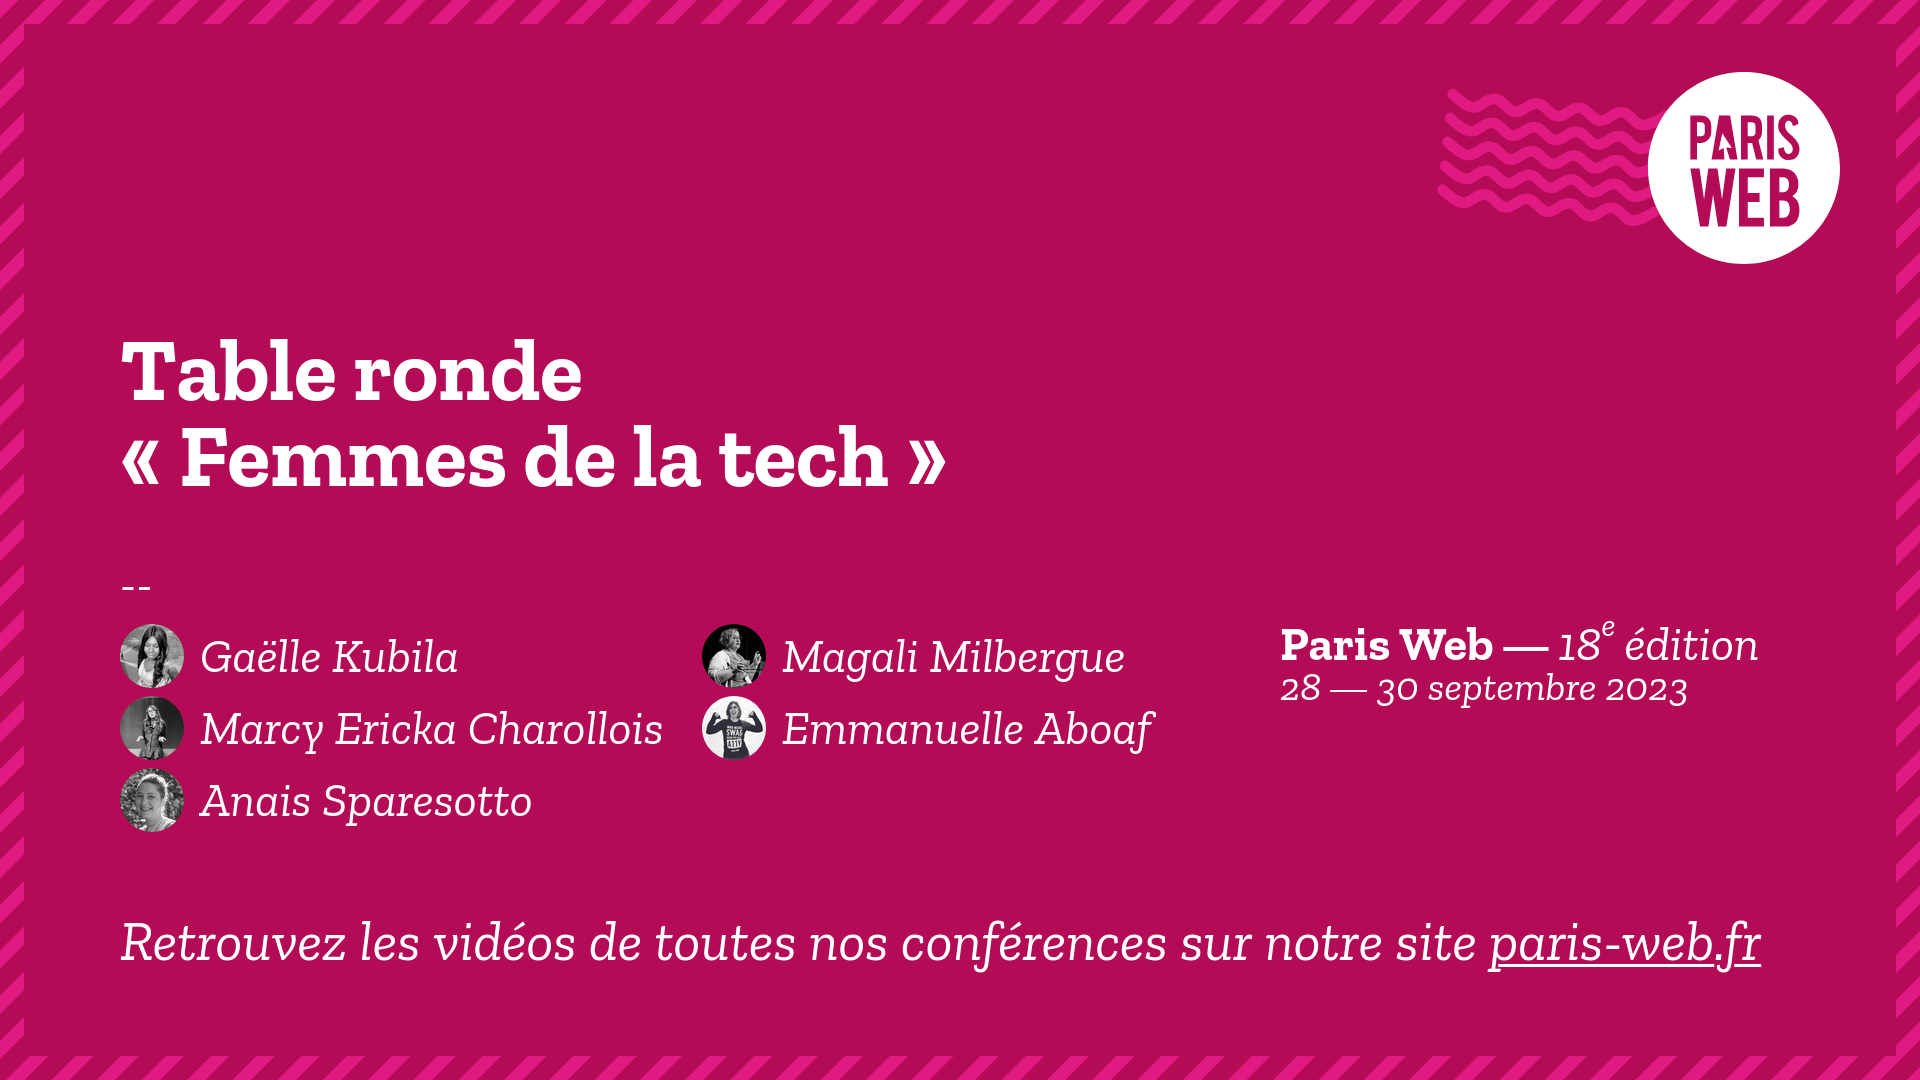 PARIS
WEB
Table ronde
« Femmes de la tech »
--
Gaëlle Kubila
Marcy Ericka Charollois
Anais Sparesotto
Magali Milbergue
Emmanuelle Aboaf
SWAG
Paris Web — 18e édition
28 — 30 septembre 2023
Retrouvez les vidéos de toutes nos conférences sur notre site paris-web.fr